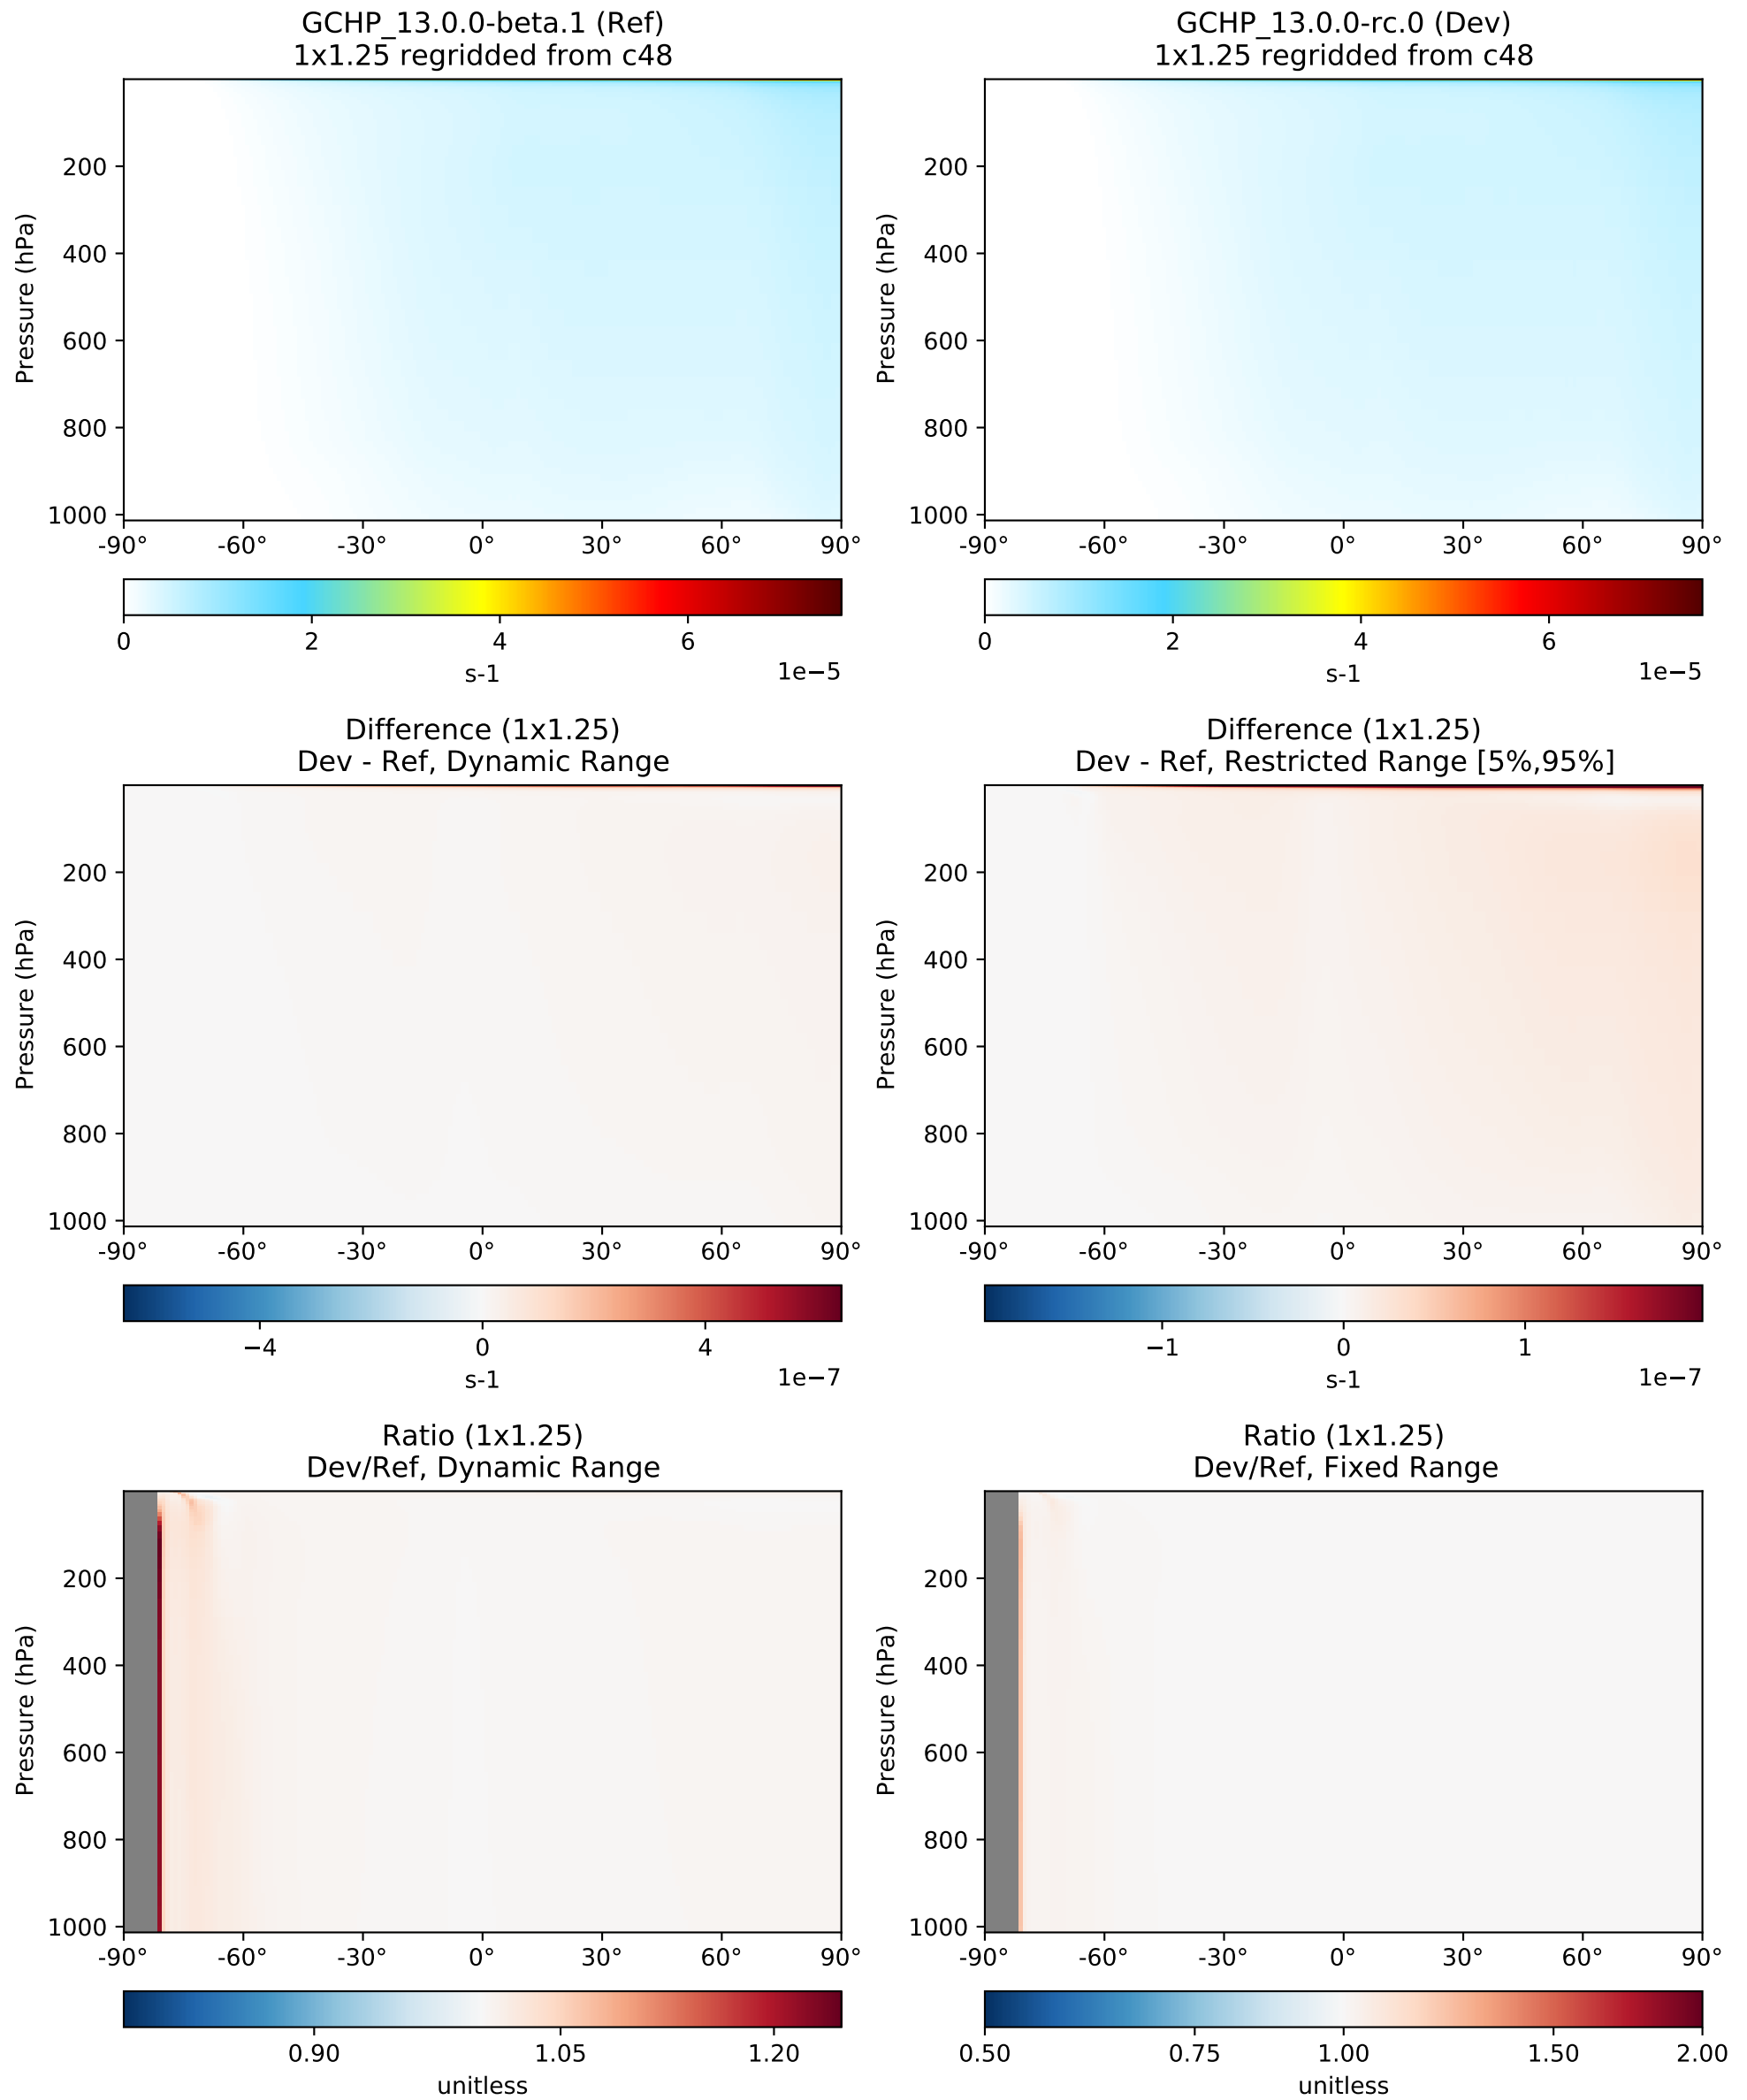 GCHP_13.0.0-beta.1 (Ref)
1x1.25 regridded from c48
Pressure (hPa)
200
400
600
800
1000
-90° -60° -30° 0° 30° 60° 90°
0 2 4 6
1e−5
s-1
GCHP_13.0.0-rc.0 (Dev)
1x1.25 regridded from c48
Pressure (hPa)
200
400
600
800
1000
-90° -60° -30° 0° 30° 60° 90°
0 2 4 6
1e−5
s-1
Difference (1x1.25)
Dev - Ref, Dynamic Range
Pressure (hPa)
200
400
600
800
1000
-90° -60° -30° 0° 30° 60° 90°
−4 0 4
1e−7
s-1
Difference (1x1.25)
Dev - Ref, Restricted Range [5%,95%]
Pressure (hPa)
200
400
600
800
1000
-90° -60° -30° 0° 30° 60° 90°
−1 0 1
1e−7
s-1
Ratio (1x1.25)
Dev/Ref, Dynamic Range
Pressure (hPa)
200
400
600
800
1000
-90° -60° -30° 0° 30° 60° 90°
0.90 1.05 1.20
unitless
Ratio (1x1.25)
Dev/Ref, Fixed Range
Pressure (hPa)
200
400
600
800
1000
-90° -60° -30° 0° 30° 60° 90°
0.50 0.75 1.00 1.50 2.00
unitless